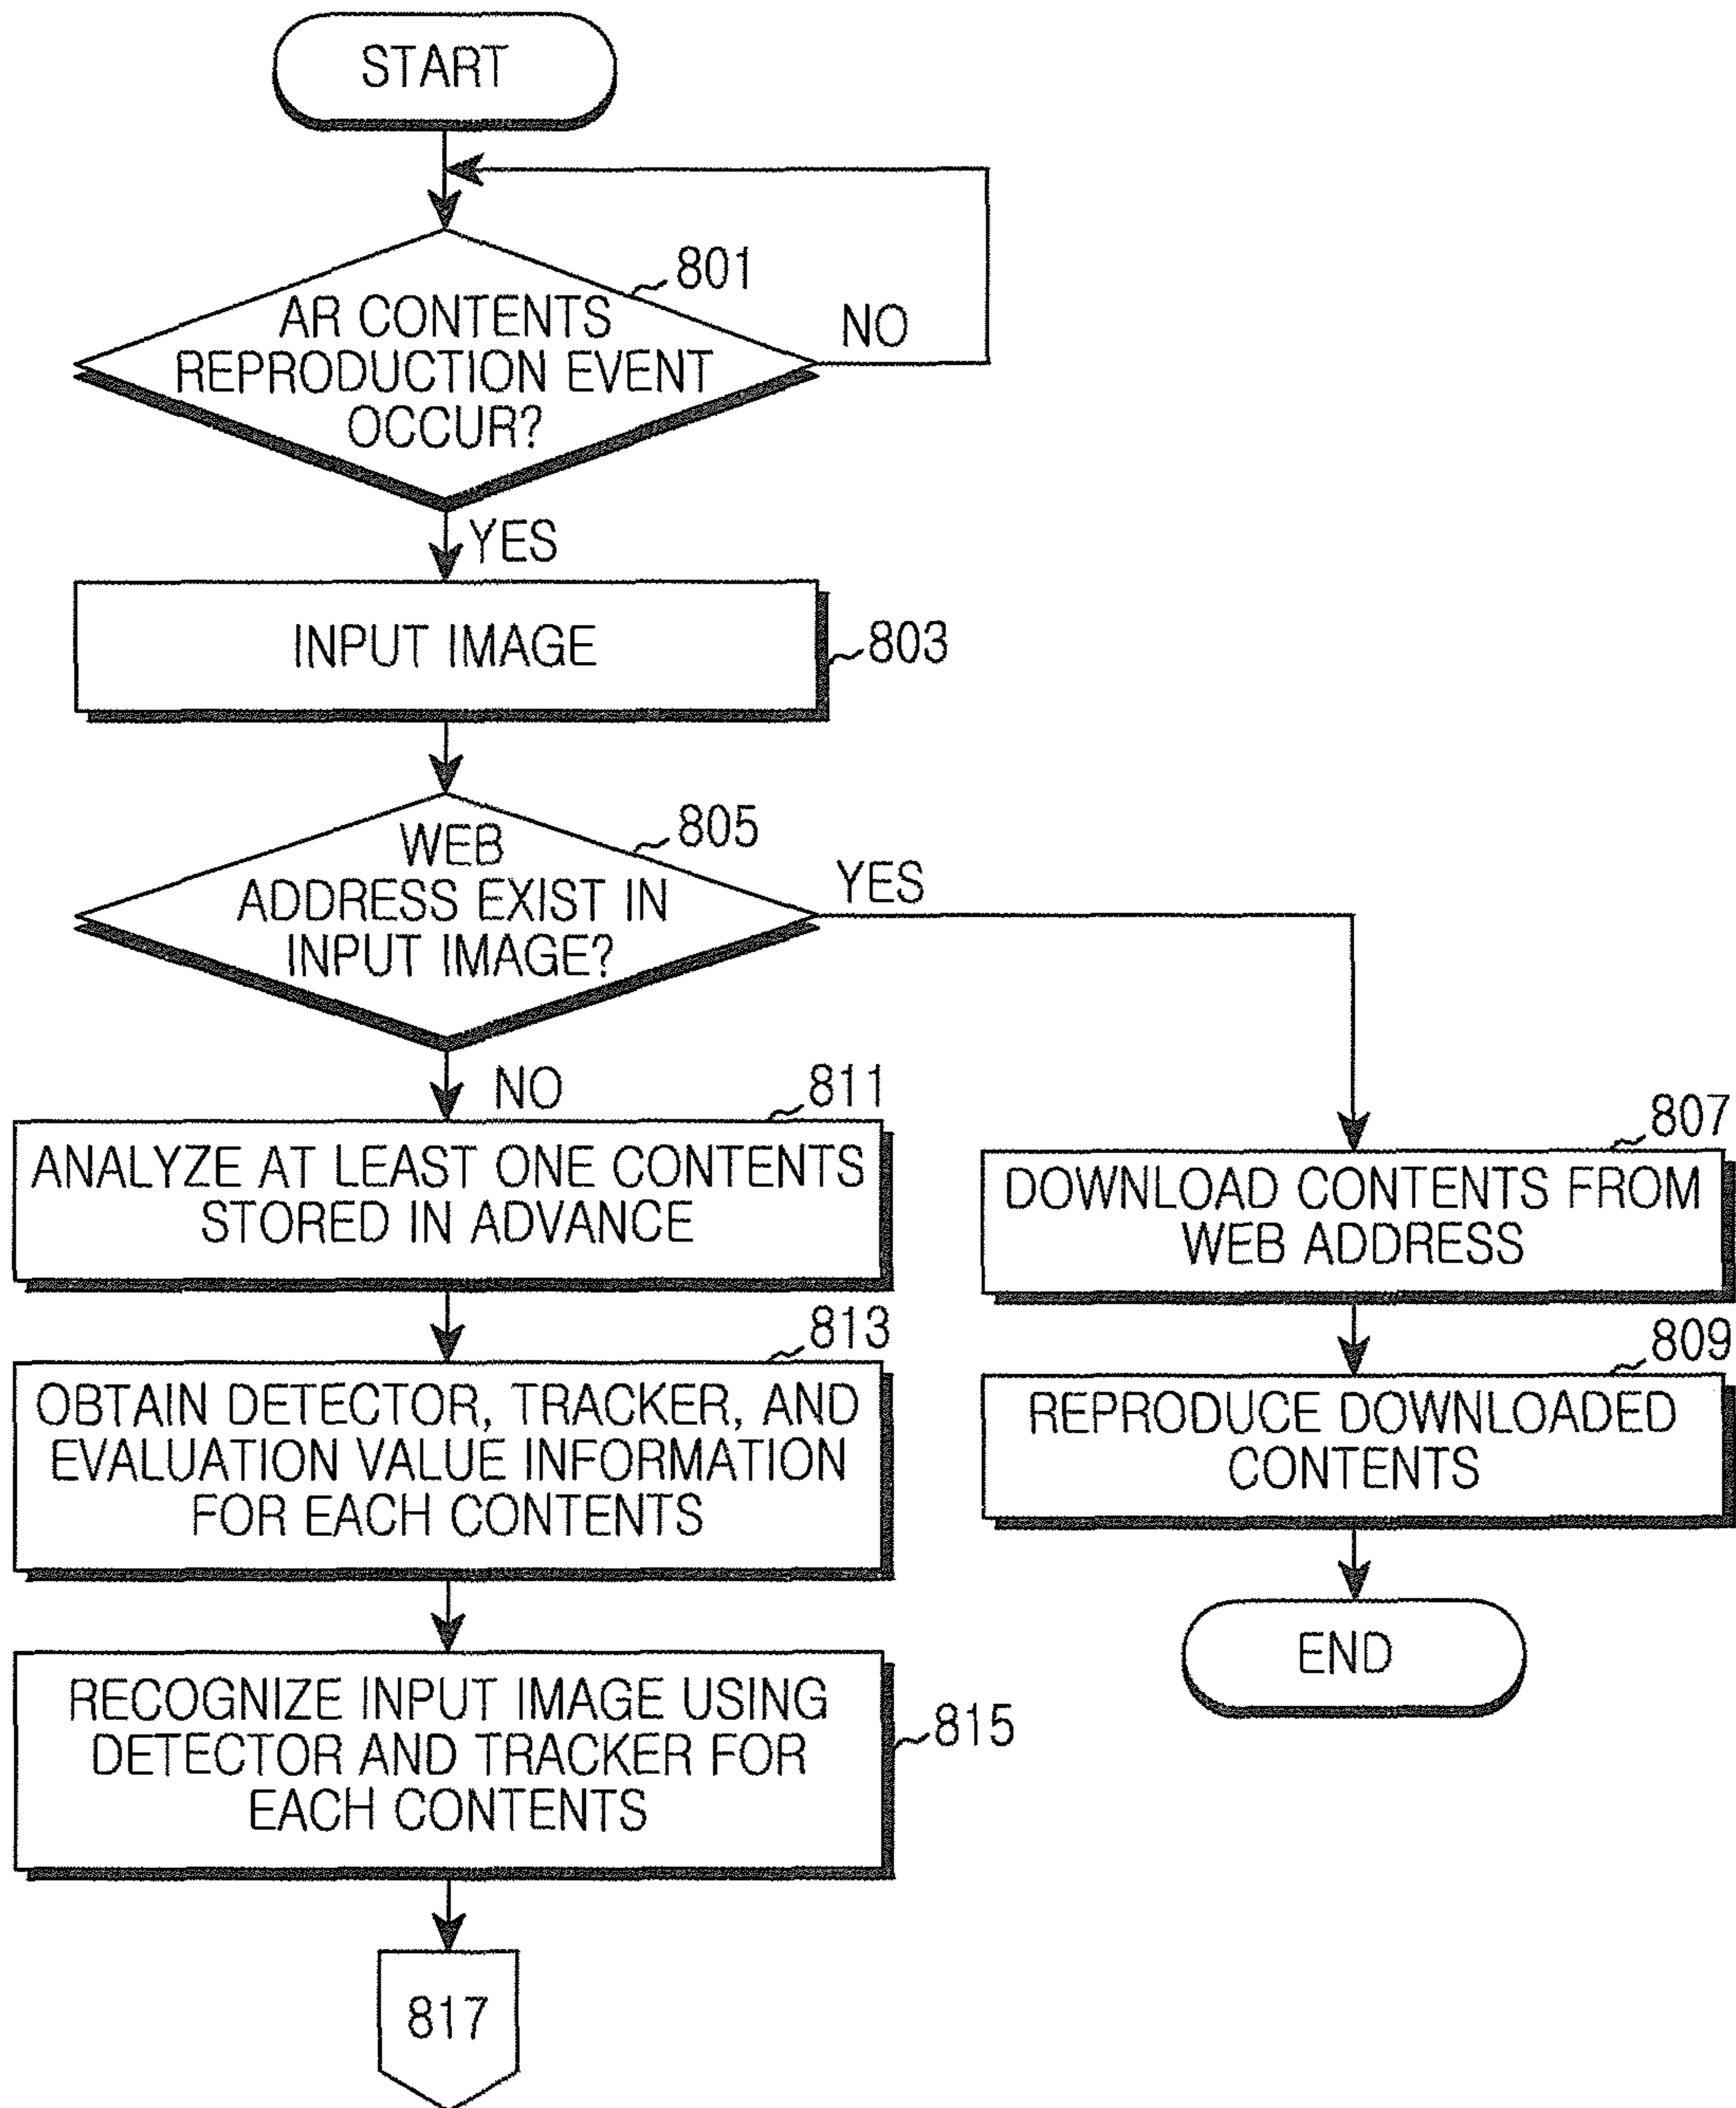 START
801
AR CONTENTS
REPRODUCTION EVENT
OCCUR?
NO
YES
INPUT IMAGE
803
805
WEB
ADDRESS EXIST IN
INPUT IMAGE?
YES
NO
811
ANALYZE AT LEAST ONE CONTENTS
STORED IN ADVANCE
807
DOWNLOAD CONTENTS FROM
WEB ADDRESS
813
OBTAIN DETECTOR, TRACKER, AND
EVALUATION VALUE INFORMATION
FOR EACH CONTENTS
809
REPRODUCE DOWNLOADED
CONTENTS
END
RECOGNIZE INPUT IMAGE USING
DETECTOR AND TRACKER FOR
EACH CONTENTS
815
817